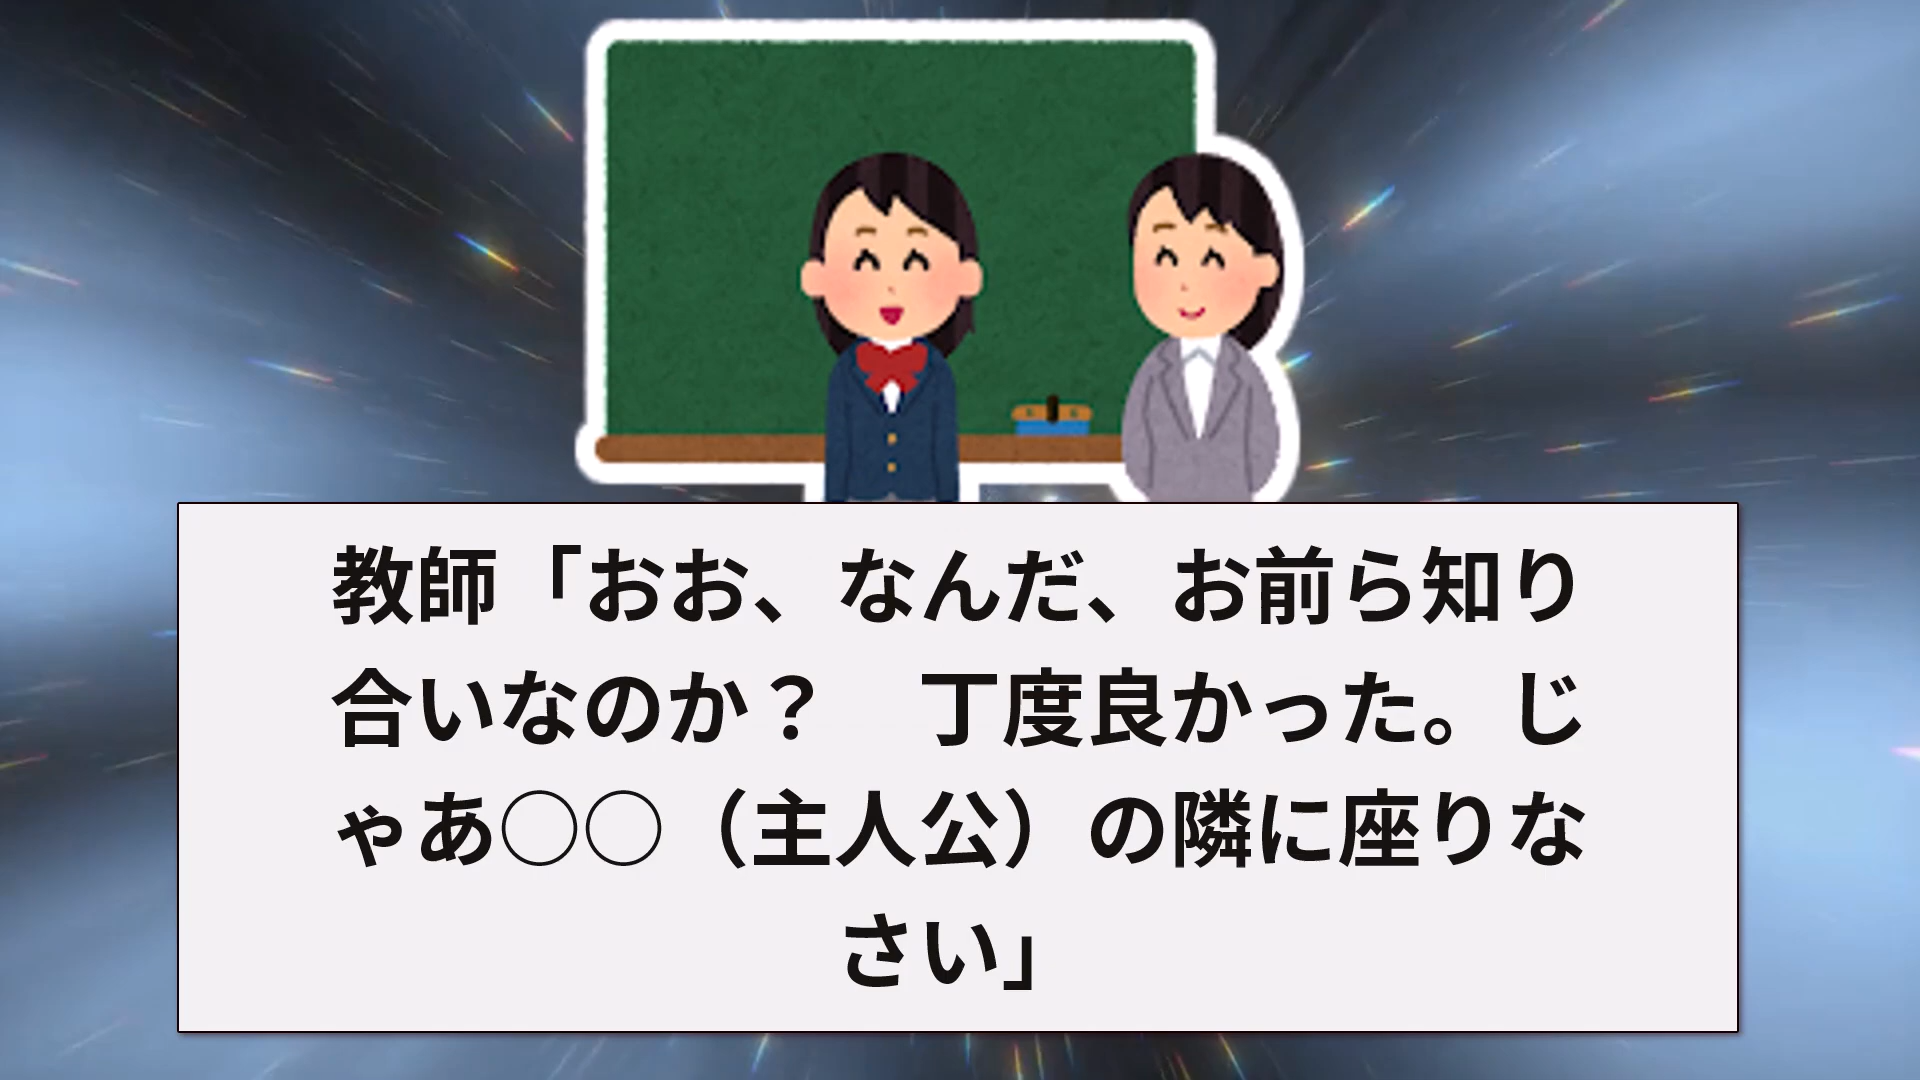 教師「おお、なんだ、お前ら知り
合いなのか？　丁度良かった。じ
ゃあ○○（主人公）の隣に座りな
さい」